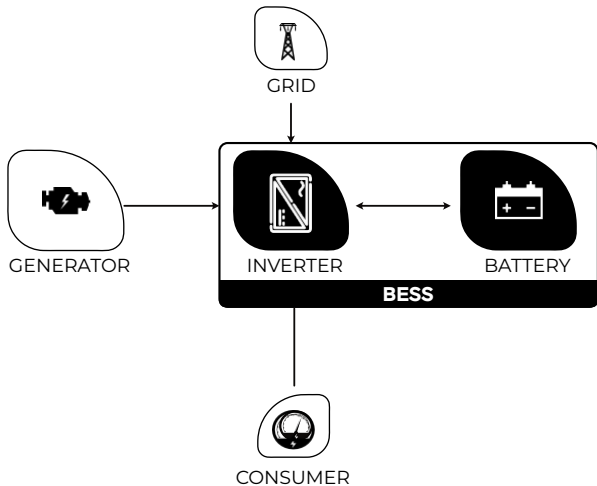 GRID
GENERATOR
INVERTER
BATTERY
BESS
CONSUMER